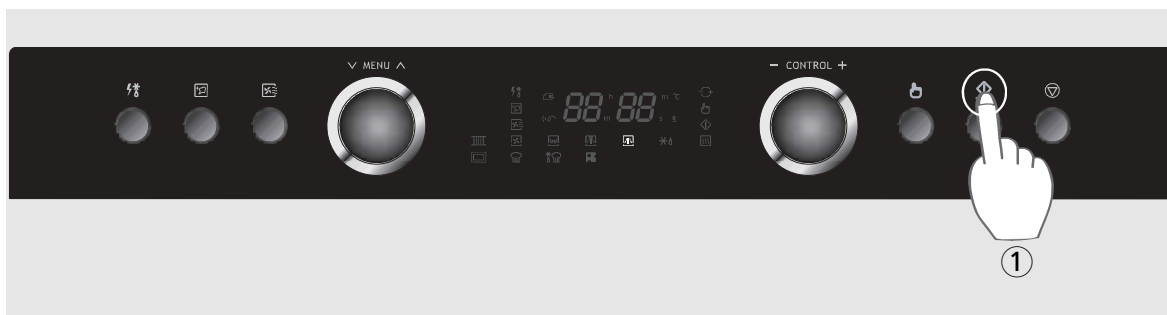 ∨ MENU ∧
− CONTROL +
88 h 88 m °C
m s g
1